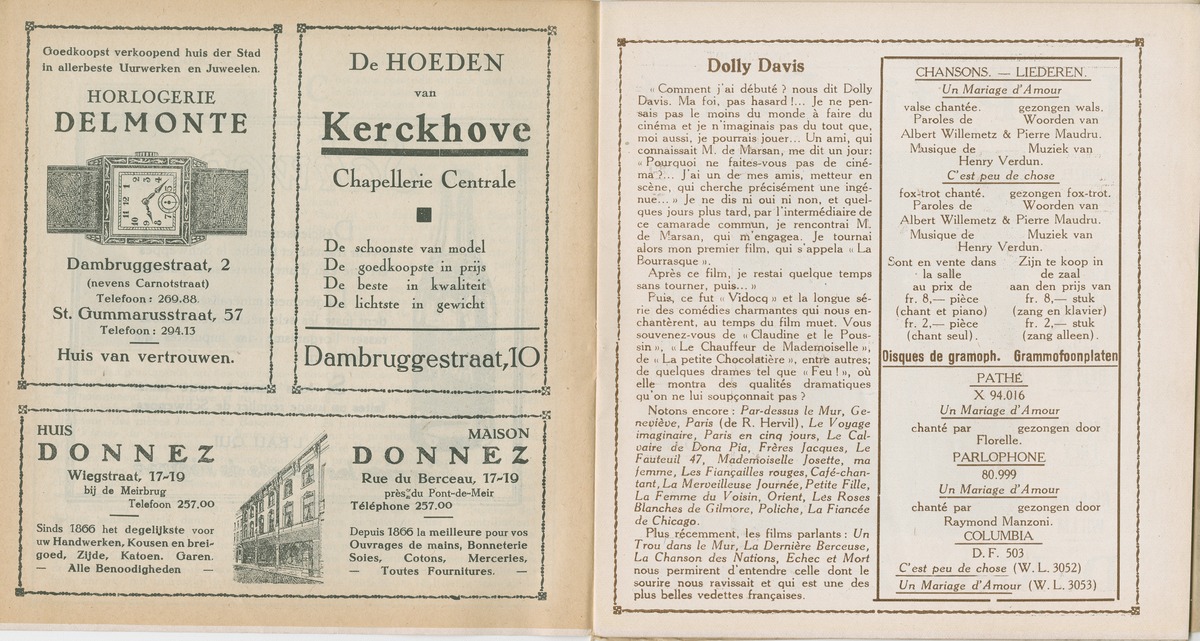 Goedkoopst verkoopend huis der Stad
in allerbeste Uurwerken en Juweelen.
HORLOGERIE
DELMONTE
Dambruggestraat, 2
(nevens Carnotstraat)
Telefoon : 269.88
St. Gummarusstraat, 57
Telefoon : 294.13
Huis van vertrouwen.
De HOEDEN
van
Kerckhove
Chapellerie Centrale
De schoonste van model
De goedkoopste in prijs
De beste in kwaliteit
De lichtste in gewicht
Dambruggestraat,10
HUIS
DONNEZ
Wiegstraat, 17-19
bij de Meirbrug
Telefoon 257,00
Sinds 1866 het degelijkste voor
uw Handwerken, Kousen en brei-
goed, Zijde, Katoen. Garen.
— Alle Benoodigheden —
MAISON
DONNEZ
Rue du Berceau, 17-19
près du Pont-de-Meir
Téléphone 257.00
Depuis 1866 la meilleure pour vos
Ouvrages de mains, Bonneterie
Soies, Cotons, Merceries,
— Toutes Fournitures. —
Dolly Davis
« Comment j'ai débuté ? nous dit Dolly
Davis. Ma foi, pas hasard !... Je ne pen-
sais pas le moins du monde à faire du
cinéma et je n'imaginais pas du tout que,
moi aussi, je pourrais jouer... Un ami, qui
connaissait M. de Marsan, me dit un jour:
« Pourquoi ne faites-vous pas de ciné-
ma ?... J'ai un de mes amis, metteur en
scène, qui cherche précisément une ingé-
nue... » Je ne dis ni oui ni non, et quel-
ques jours plus tard, par l'intermédiaire de
ce camarade commun, je rencontrai M.
de Marsan, qui m'engagea. Je tournai
alors mon premier film, qui s'appela « La
Bourrasque ».
Après ce film, je restai quelque temps
sans tourner, puis... »
Puis, ce fut « Vidocq » et la longue sé-
rie des comédies charmantes qui nous en-
chantèrent, au temps du film muet. Vous
souvenez-vous de « Claudine et le Pous-
sin », « Le Chauffeur de Mademoiselle »,
de « La petite Chocolatière », entre autres;
de quelques drames tel que « Feu ! », où
elle montra des qualités dramatiques
qu'on ne lui soupçonnait pas ?
Notons encore : Par-dessus le Mur, Ge-
neviève, Paris (de R. Hervil), Le Voyage
imaginaire, Paris en cinq jours, Le Cal-
vaire de Dona Pia, Frères Jacques, Le
Fauteuil 47, Mademoiselle Josette, ma
femme, Les Fiançailles rouges, Café-chan-
tant, La Merveilleuse Journée, Petite Fille,
La Femme du Voisin, Orient, Les Roses
Blanches de Gilmore, Poliche, La Fiancée
de Chicago.
Plus récemment, les films parlants : Un
Trou dans le Mur, La Dernière Berceuse,
La Chanson des Nations, Echec et Mort
nous permirent d'entendre celle dont le
sourire nous ravissait et qui est une des
plus belles vedettes françaises.
CHANSONS. — LIEDEREN.
Un Mariage d'Amour
valse chantée. gezongen wals.
Paroles de Woorden van
Albert Willemetz & Pierre Maudru.
Musique de Muziek van
Henry Verdun.
C'est peu de chose
fox-trot chanté. gezongen fox-trot.
Paroles de Woorden van
Albert Willemetz & Pierre Maudru.
Musique de Muziek van
Henry Verdun.
Sont en vente dans Zijn te koop in
la salle de zaal
au prix de aan den prijs van
fr. 8,— pièce fr. 8,— stuk
(chant et piano) (zang en klavier)
fr. 2,— pièce fr. 2,— stuk
(chant seul). (zang alleen).
Disques de gramoph. Grammofoonplaten
PATHÉ
X 94.016
Un Mariage d'Amour
chanté par gezongen door
Florelle.
PARLOPHONE
80.999
Un Mariage d'Amour
chanté par gezongen door
Raymond Manzoni.
COLUMBIA
D. F. 503
C'est peu de chose (W. L. 3052)
Un Mariage d'Amour (W. L. 3053)